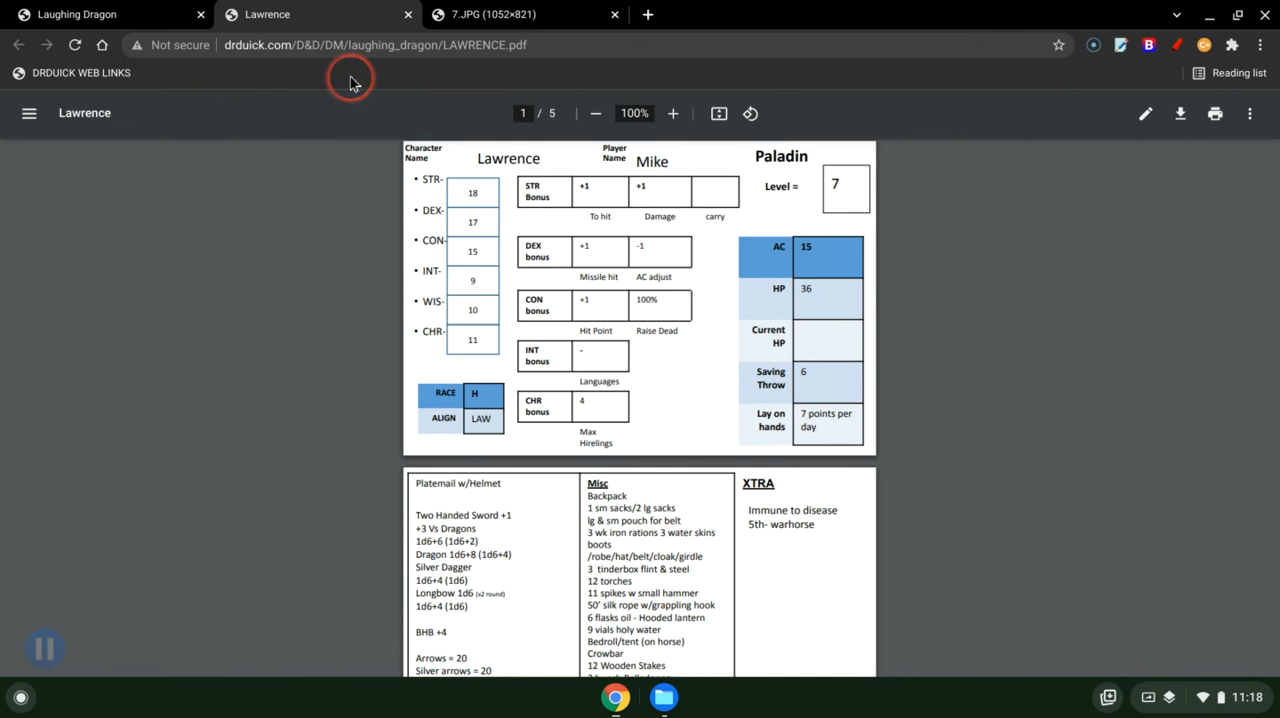 Laughing Dragon
Lawrence
7.JPG (1052×821)
Not secure drduick.com/D&D/DM/laughing_dragon/LAWRENCE.pdf
DRDUICK WEB LINKS
Reading list
Lawrence
1 / 5
100%
Character Name
Lawrence
Player Name
Mike
Paladin
Level = 7
• STR- 18
• DEX- 17
• CON- 15
• INT- 9
• WIS- 10
• CHR- 11
STR Bonus +1 +1
To hit Damage carry
DEX bonus +1 -1
Missile hit AC adjust
CON bonus +1 100%
Hit Point Raise Dead
INT bonus -
Languages
CHR bonus 4
Max Hirelings
RACE H
ALIGN LAW
AC 15
HP 36
Current HP
Saving Throw 6
Lay on hands 7 points per day
Platemail w/Helmet
Two Handed Sword +1
+3 Vs Dragons
1d6+6 (1d6+2)
Dragon 1d6+8 (1d6+4)
Silver Dagger
1d6+4 (1d6)
Longbow 1d6 (x2 round)
1d6+4 (1d6)
BHB +4
Arrows = 20
Silver arrows = 20
Misc
Backpack
1 sm sacks/2 lg sacks
lg & sm pouch for belt
3 wk iron rations 3 water skins
boots
/robe/hat/belt/cloak/girdle
3 tinderbox flint & steel
12 torches
11 spikes w small hammer
50' silk rope w/grappling hook
6 flasks oil - Hooded lantern
9 vials holy water
Bedroll/tent (on horse)
Crowbar
12 Wooden Stakes
XTRA
Immune to disease
5th- warhorse
11:18